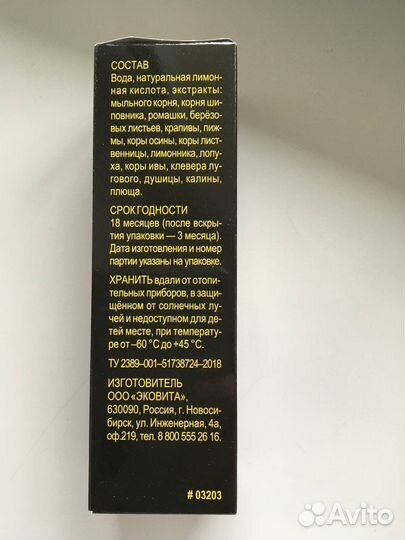 СОСТАВ
Вода, натуральная лимон-
ная кислота, экстракты:
мыльного корня, корня ши-
повника, ромашки, берёзо-
вых листьев, крапивы, пиж-
мы, коры осины, коры лист-
венницы, лимонника, лопу-
ха, коры ивы, клевера лу-
гового, душицы, калины,
плюща.
СРОК ГОДНОСТИ
18 месяцев (после вскры-
тия упаковки — 3 месяца).
Дата изготовления и номер
партии указаны на упаковке.
ХРАНИТЬ вдали от отопи-
тельных приборов, в защи-
щённом от солнечных лу-
чей и недоступном для де-
тей месте, при температу-
ре от –60 °С до +45 °С.
ТУ 2389–001–51738724–2018
ИЗГОТОВИТЕЛЬ
ООО «ЭКОВИТА»,
630090, Россия, г. Новоси-
бирск, ул. Инженерная, 4а,
оф.219, тел. 8 800 555 26 16.
# 03203
Avito